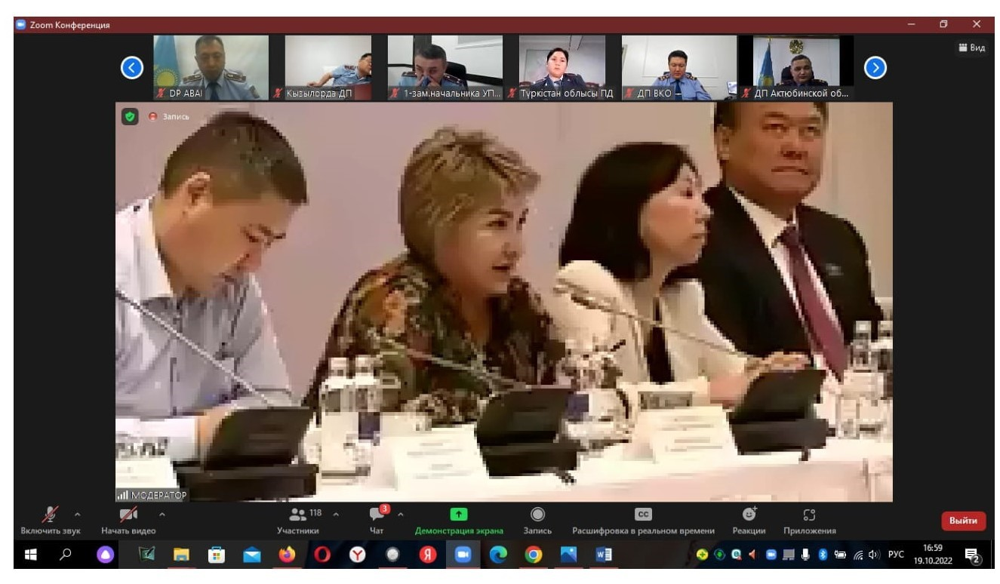 Zoom Конференция
Вид
DP ABAI
Кызылорда ДП
1-зам.начальника УП...
Түркістан облысы ПД
ДП ВКО
ДП Актюбинской об...
Запись
МОДЕРАТОР
118
3
Включить звук
Начать видео
Участники
Чат
Демонстрация экрана
Запись
CC
Расшифровка в реальном времени
Реакции
Приложения
Выйти
РУС
16:59
19.10.2022
2